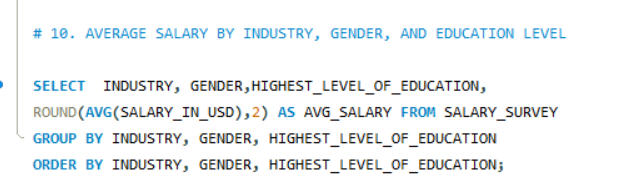 # 10. AVERAGE SALARY BY INDUSTRY, GENDER, AND EDUCATION LEVEL
SELECT  INDUSTRY, GENDER,HIGHEST_LEVEL_OF_EDUCATION,
ROUND(AVG(SALARY_IN_USD),2) AS AVG_SALARY FROM SALARY_SURVEY
GROUP BY INDUSTRY, GENDER, HIGHEST_LEVEL_OF_EDUCATION
ORDER BY INDUSTRY, GENDER, HIGHEST_LEVEL_OF_EDUCATION;